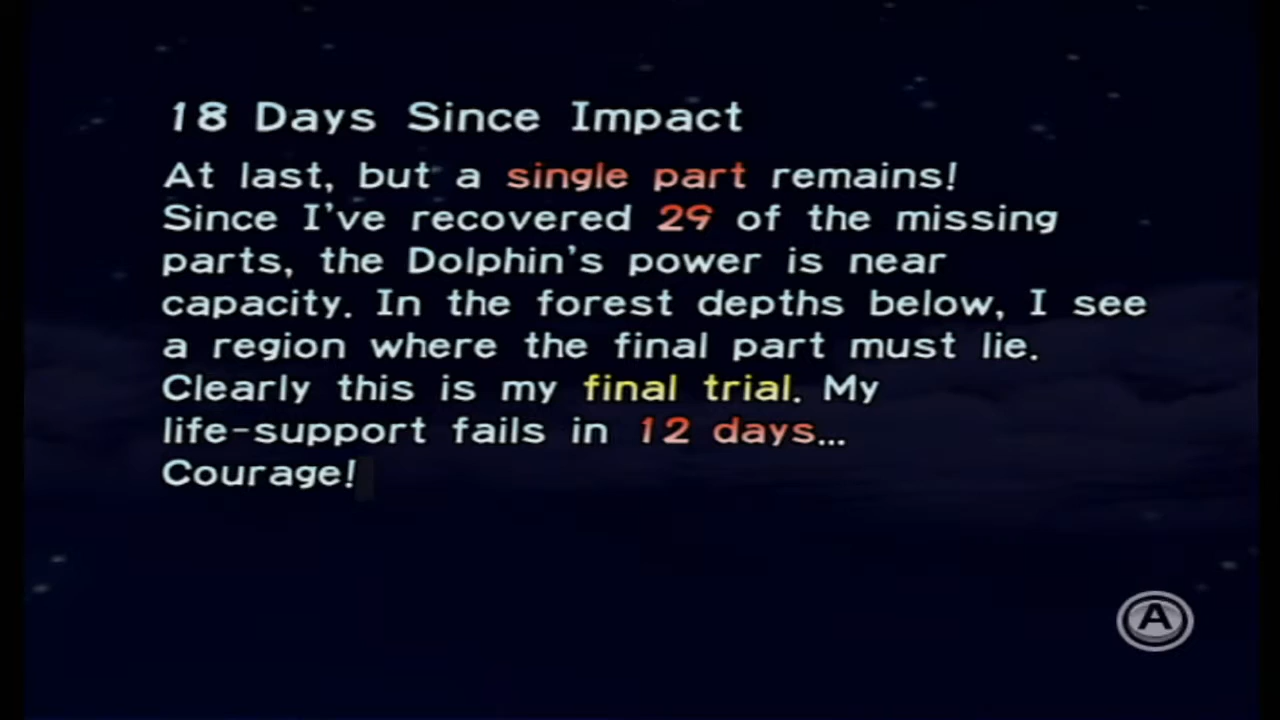 18 Days Since Impact
At last, but a single part remains!
Since I've recovered 29 of the missing
parts, the Dolphin's power is near
capacity. In the forest depths below, I see
a region where the final part must lie.
Clearly this is my final trial. My
life-support fails in 12 days...
Courage!
A